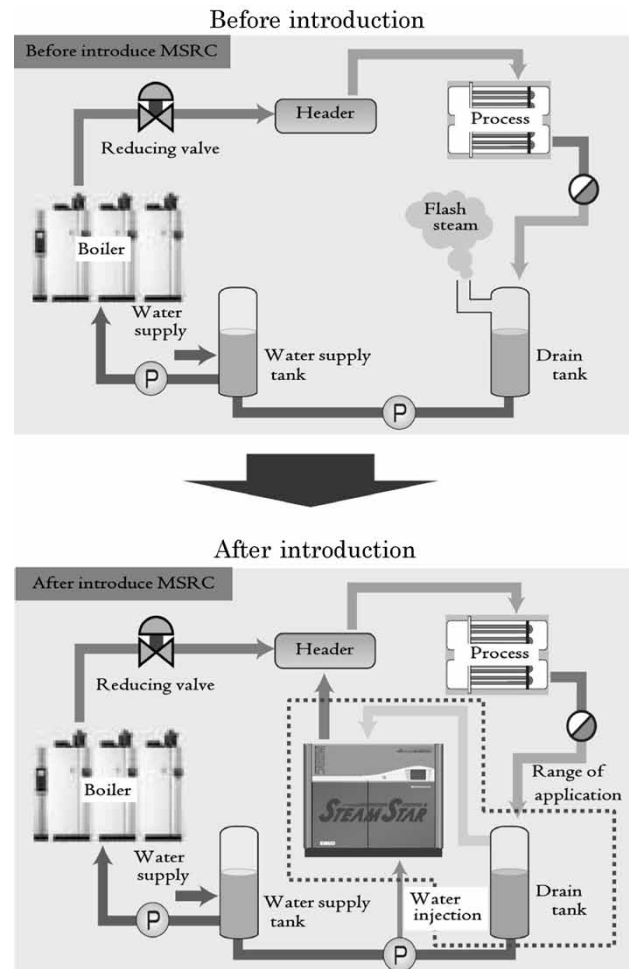 Before introduction
Before introduce MSRC
Header
Process
Reducing valve
Flash
steam
Boiler
Water
supply
Water supply
tank
Drain
tank
P
P
After introduction
After introduce MSRC
Header
Process
Reducing valve
Range of
application
Boiler
STEAM STAR
Water
supply
Water supply
tank
Water
injection
Drain
tank
P
P